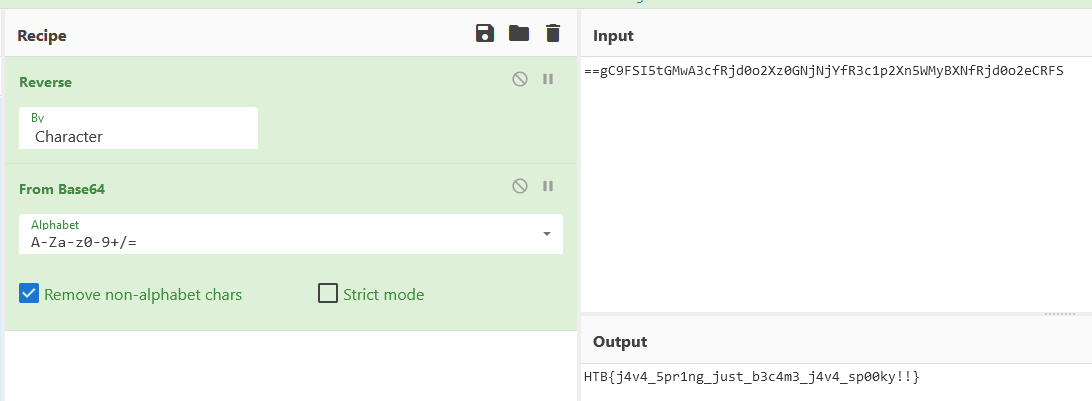 Recipe
Reverse
By
Character
From Base64
Alphabet
A-Za-z0-9+/=
Remove non-alphabet chars
Strict mode
Input
==gC9FSI5tGMwA3cfRjd0o2Xz0GNjNjYfR3c1p2Xn5WMyBXNfRjd0o2eCRFS
Output
HTB{j4v4_5pr1ng_just_b3c4m3_j4v4_sp00ky!!}